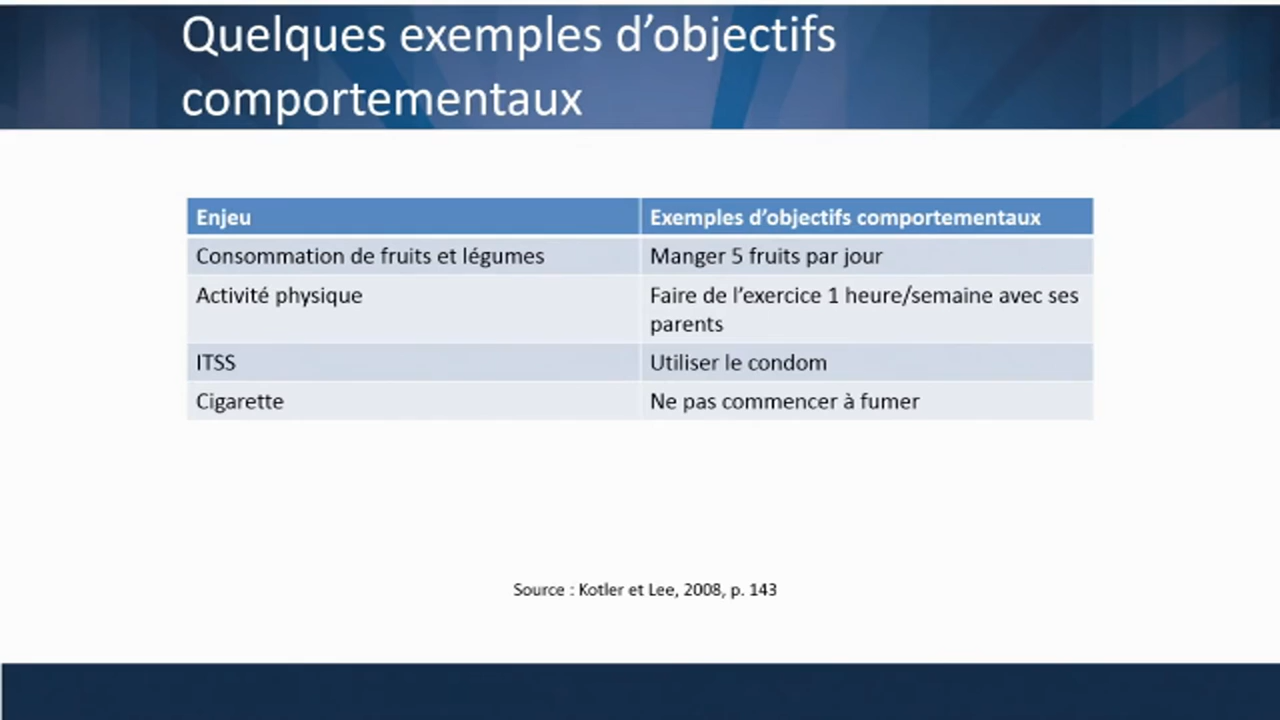 Quelques exemples d’objectifs
comportementaux
Enjeu
Exemples d’objectifs comportementaux
Consommation de fruits et légumes
Manger 5 fruits par jour
Activité physique
Faire de l’exercice 1 heure/semaine avec ses
parents
ITSS
Utiliser le condom
Cigarette
Ne pas commencer à fumer
Source : Kotler et Lee, 2008, p. 143